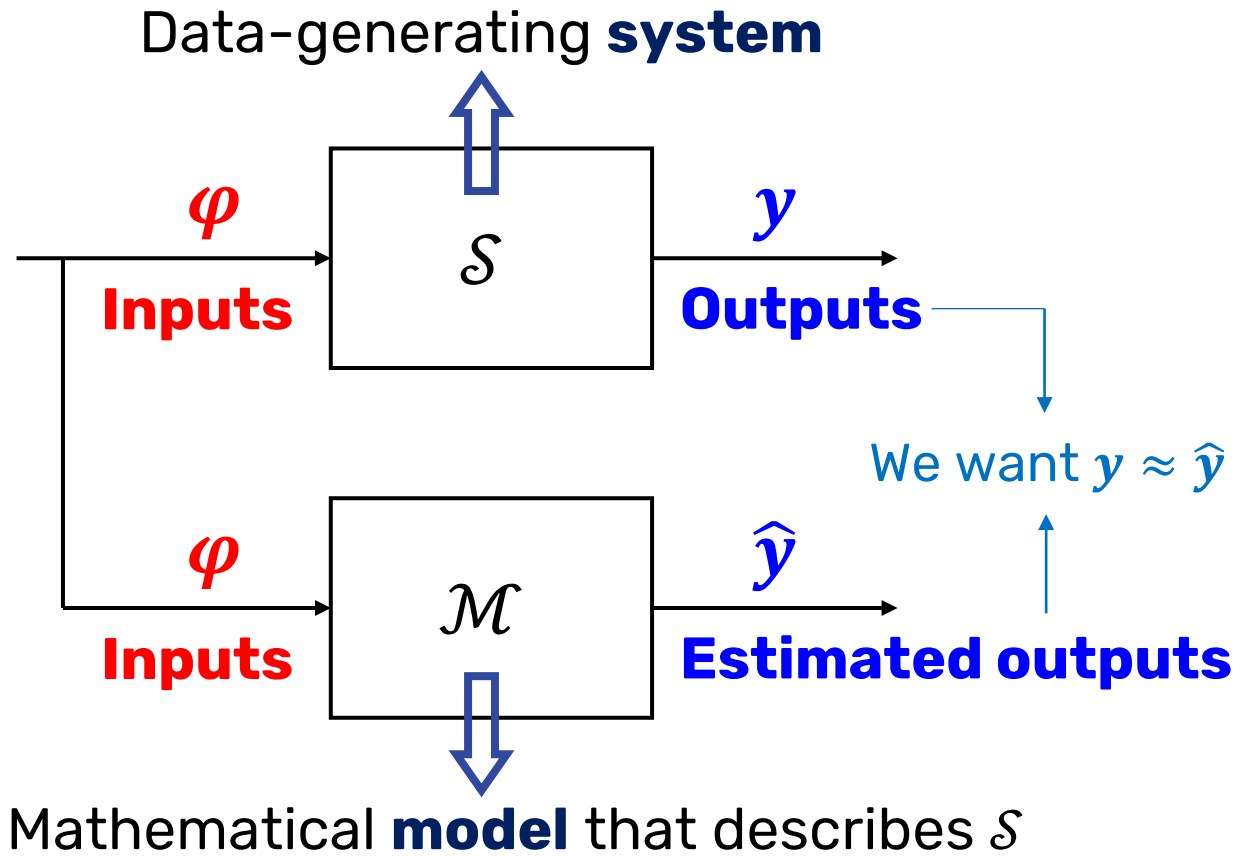 Data-generating system
φ
y
𝒮
Inputs
Outputs
We want y ≈ ŷ
φ
ŷ
ℳ
Inputs
Estimated outputs
Mathematical model that describes 𝒮